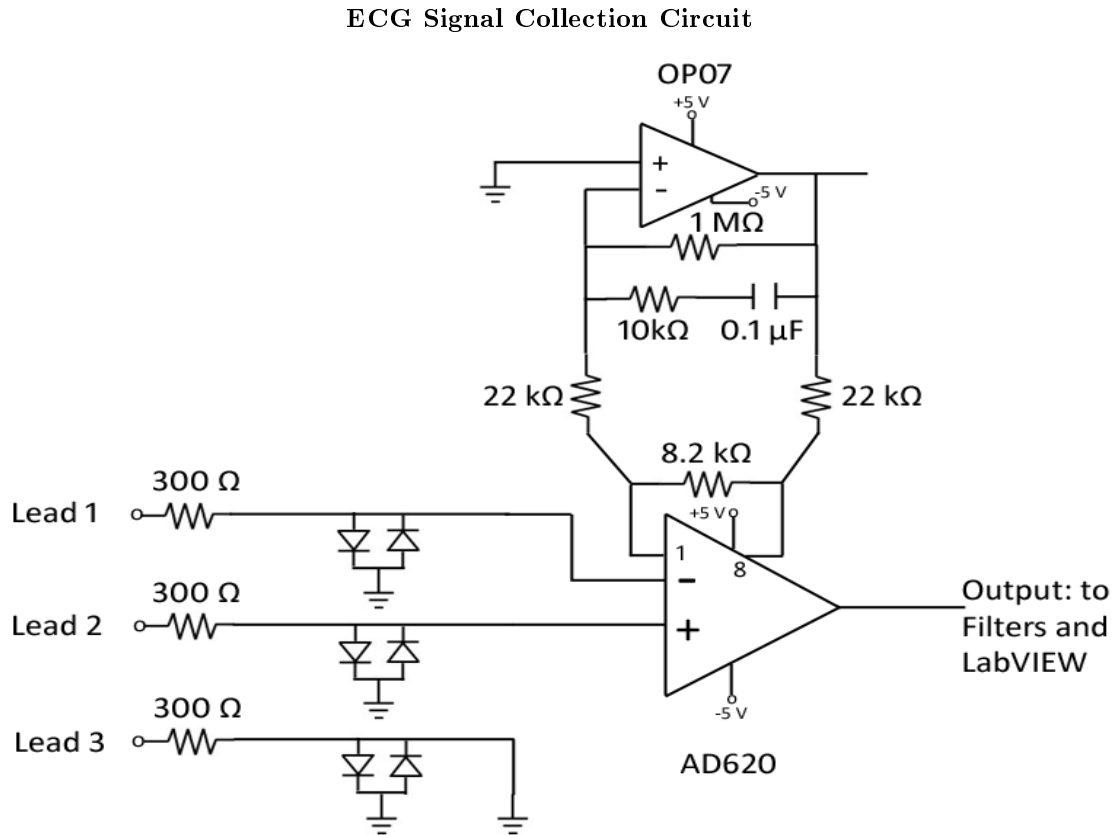 ECG Signal Collection Circuit
OP07
+5 V
+
-
-5 V
1 MΩ
10kΩ
0.1 µF
22 kΩ
22 kΩ
8.2 kΩ
300 Ω
Lead 1
+5 V
1
8
-
300 Ω
Lead 2
+
Output: to
Filters and
LabVIEW
300 Ω
-5 V
Lead 3
AD620